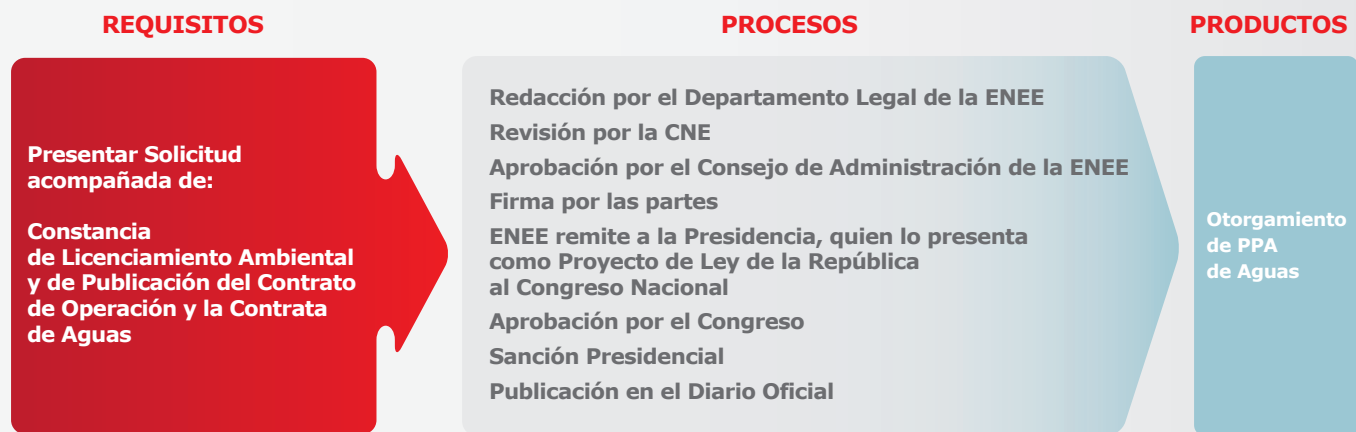 REQUISITOS
PROCESOS
PRODUCTOS
Presentar Solicitud
acompañada de:
Constancia
de Licenciamiento Ambiental
y de Publicación del Contrato
de Operación y la Contrata
de Aguas
Redacción por el Departamento Legal de la ENEE
Revisión por la CNE
Aprobación por el Consejo de Administración de la ENEE
Firma por las partes
ENEE remite a la Presidencia, quien lo presenta
como Proyecto de Ley de la República
al Congreso Nacional
Aprobación por el Congreso
Sanción Presidencial
Publicación en el Diario Oficial
Otorgamiento
de PPA
de Aguas